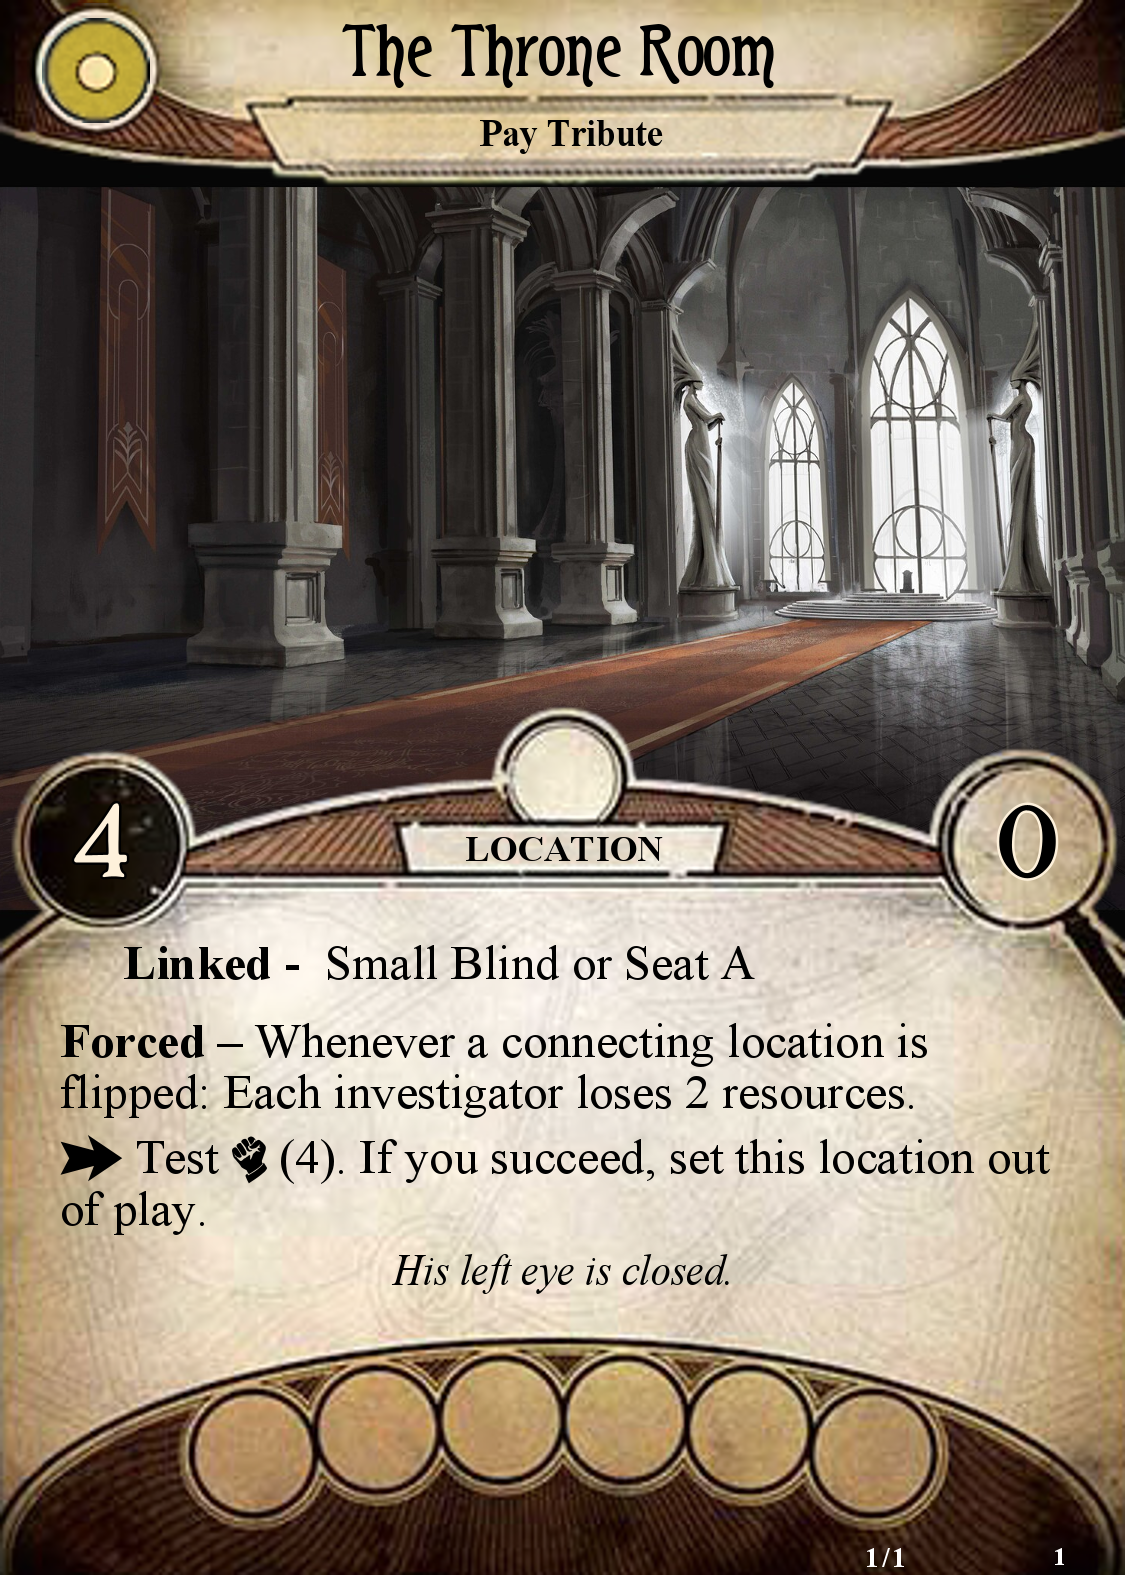 The Throne Room
Pay Tribute
4
LOCATION
0
Linked - Small Blind or Seat A
Forced – Whenever a connecting location is
flipped: Each investigator loses 2 resources.
Test (4). If you succeed, set this location out
of play.
His left eye is closed.
1/1
1